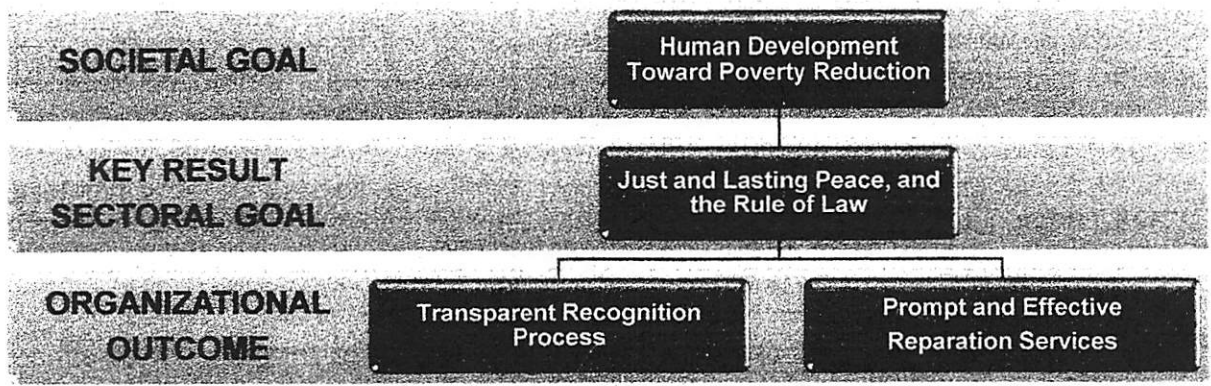 SOCIETAL GOAL
Human Development
Toward Poverty Reduction
KEY RESULT
SECTORAL GOAL
Just and Lasting Peace, and
the Rule of Law
ORGANIZATIONAL
OUTCOME
Transparent Recognition
Process
Prompt and Effective
Reparation Services